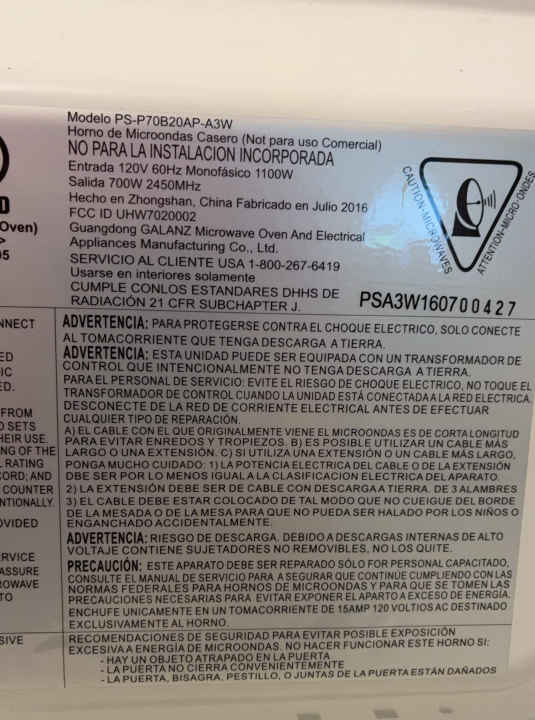 Modelo PS-P70B20AP-A3W
Horno de Microondas Casero (Not para uso Comercial)
NO PARA LA INSTALACION INCORPORADA
Entrada 120V 60Hz Monofásico 1100W
Salida 700W 2450MHz
Hecho en Zhongshan, China Fabricado en Julio 2016
FCC ID UHW7020002
Guangdong GALANZ Microwave Oven And Electrical
Appliances Manufacturing Co., Ltd.
SERVICIO AL CLIENTE USA 1-800-267-6419
Usarse en interiores solamente
CUMPLE CONLOS ESTANDARES DHHS DE
RADIACIÓN 21 CFR SUBCHAPTER J.
CAUTION-MICROWAVES
ATTENTION-MICRO-ONDES
PSA3W160700427
Oven)
05
ADVERTENCIA: PARA PROTEGERSE CONTRA EL CHOQUE ELECTRICO, SOLO CONECTE
AL TOMACORRIENTE QUE TENGA DESCARGA A TIERRA.
ADVERTENCIA: ESTA UNIDAD PUEDE SER EQUIPADA CON UN TRANSFORMADOR DE
CONTROL QUE INTENCIONALMENTE NO TENGA DESCARGA A TIERRA.
PARA EL PERSONAL DE SERVICIO: EVITE EL RIESGO DE CHOQUE ELECTRICO, NO TOQUE EL
TRANSFORMADOR DE CONTROL CUANDO LA UNIDAD ESTÁ CONECTADA A LA RED ELECTRICA.
DESCONECTE DE LA RED DE CORRIENTE ELECTRICAL ANTES DE EFECTUAR
CUALQUIER TIPO DE REPARACIÓN.
A) EL CABLE CON EL QUE ORIGINALMENTE VIENE EL MICROONDAS ES DE CORTA LONGITUD
PARA EVITAR ENREDOS Y TROPIEZOS. B) ES POSIBLE UTILIZAR UN CABLE MÁS
LARGO O UNA EXTENSIÓN. C) SI UTILIZA UNA EXTENSIÓN O UN CABLE MÁS LARGO,
PONGA MUCHO CUIDADO: 1) LA POTENCIA ELECTRICA DEL CABLE O DE LA EXTENSIÓN
DBE SER POR LO MENOS IGUAL A LA CLASIFICACION ELECTRICA DEL APARATO.
2) LA EXTENSIÓN DEBE SER DE CABLE CON DESCARGA A TIERRA. DE 3 ALAMBRES
3) EL CABLE DEBE ESTAR COLOCADO DE TAL MODO QUE NO CUEIGUE DEL BORDE
DE LA MESADA O DE LA MESA PARA QUE NO PUEDA SER HALADO POR LOS NIÑOS O
ENGANCHADO ACCIDENTALMENTE.
ADVERTENCIA: RIESGO DE DESCARGA. DEBIDO A DESCARGAS INTERNAS DE ALTO
VOLTAJE CONTIENE SUJETADORES NO REMOVIBLES, NO LOS QUITE.
PRECAUCIÓN: ESTE APARATO DEBE SER REPARADO SÓLO FOR PERSONAL CAPACITADO,
CONSULTE EL MANUAL DE SERVICIO PARA A SEGURAR QUE CONTINUE CUMPLIENDO CON LAS
NORMAS FEDERALES PARA HORNOS DE MICROONDAS Y PARA QUE SE TOMEN LAS
PRECAUCIONES NECESARIAS PARA EVITAR EXPONER EL APARTO A EXCESO DE ENERGÍA.
ENCHUFE UNICAMENTE EN UN TOMACORRIENTE DE 15AMP 120 VOLTIOS AC DESTINADO
EXCLUSIVAMENTE AL HORNO.
RECOMENDACIONES DE SEGURIDAD PARA EVITAR POSIBLE EXPOSICIÓN
EXCESIVA A ENERGÍA DE MICROONDAS. NO HACER FUNCIONAR ESTE HORNO SI:
- HAY UN OBJETO ATRAPADO EN LA PUERTA
- LA PUERTA NO CIERRA CONVENIENTEMENTE
- LA PUERTA, BISAGRA, PESTILLO, O JUNTAS DE LA PUERTA ESTÁN DAÑADOS